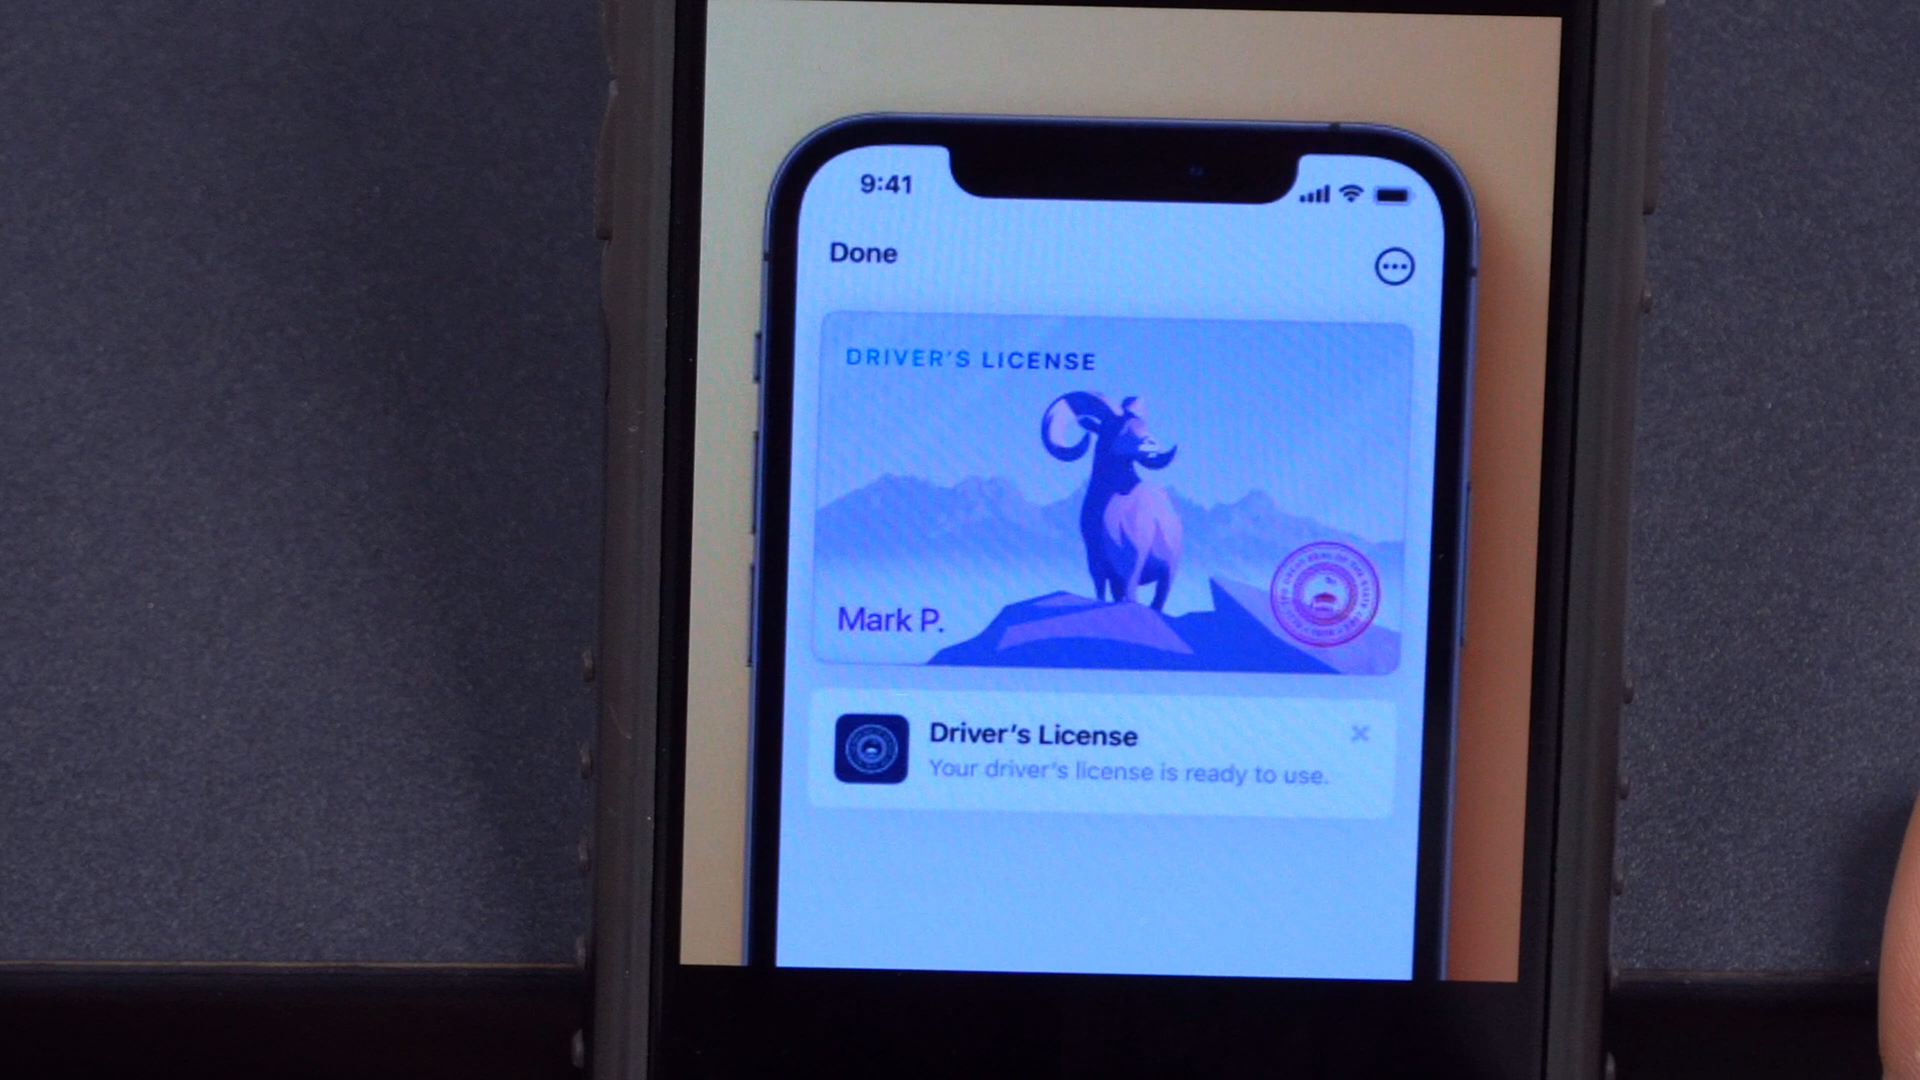 9:41
Done
DRIVER'S LICENSE
Mark P.
Driver's License
Your driver's license is ready to use.